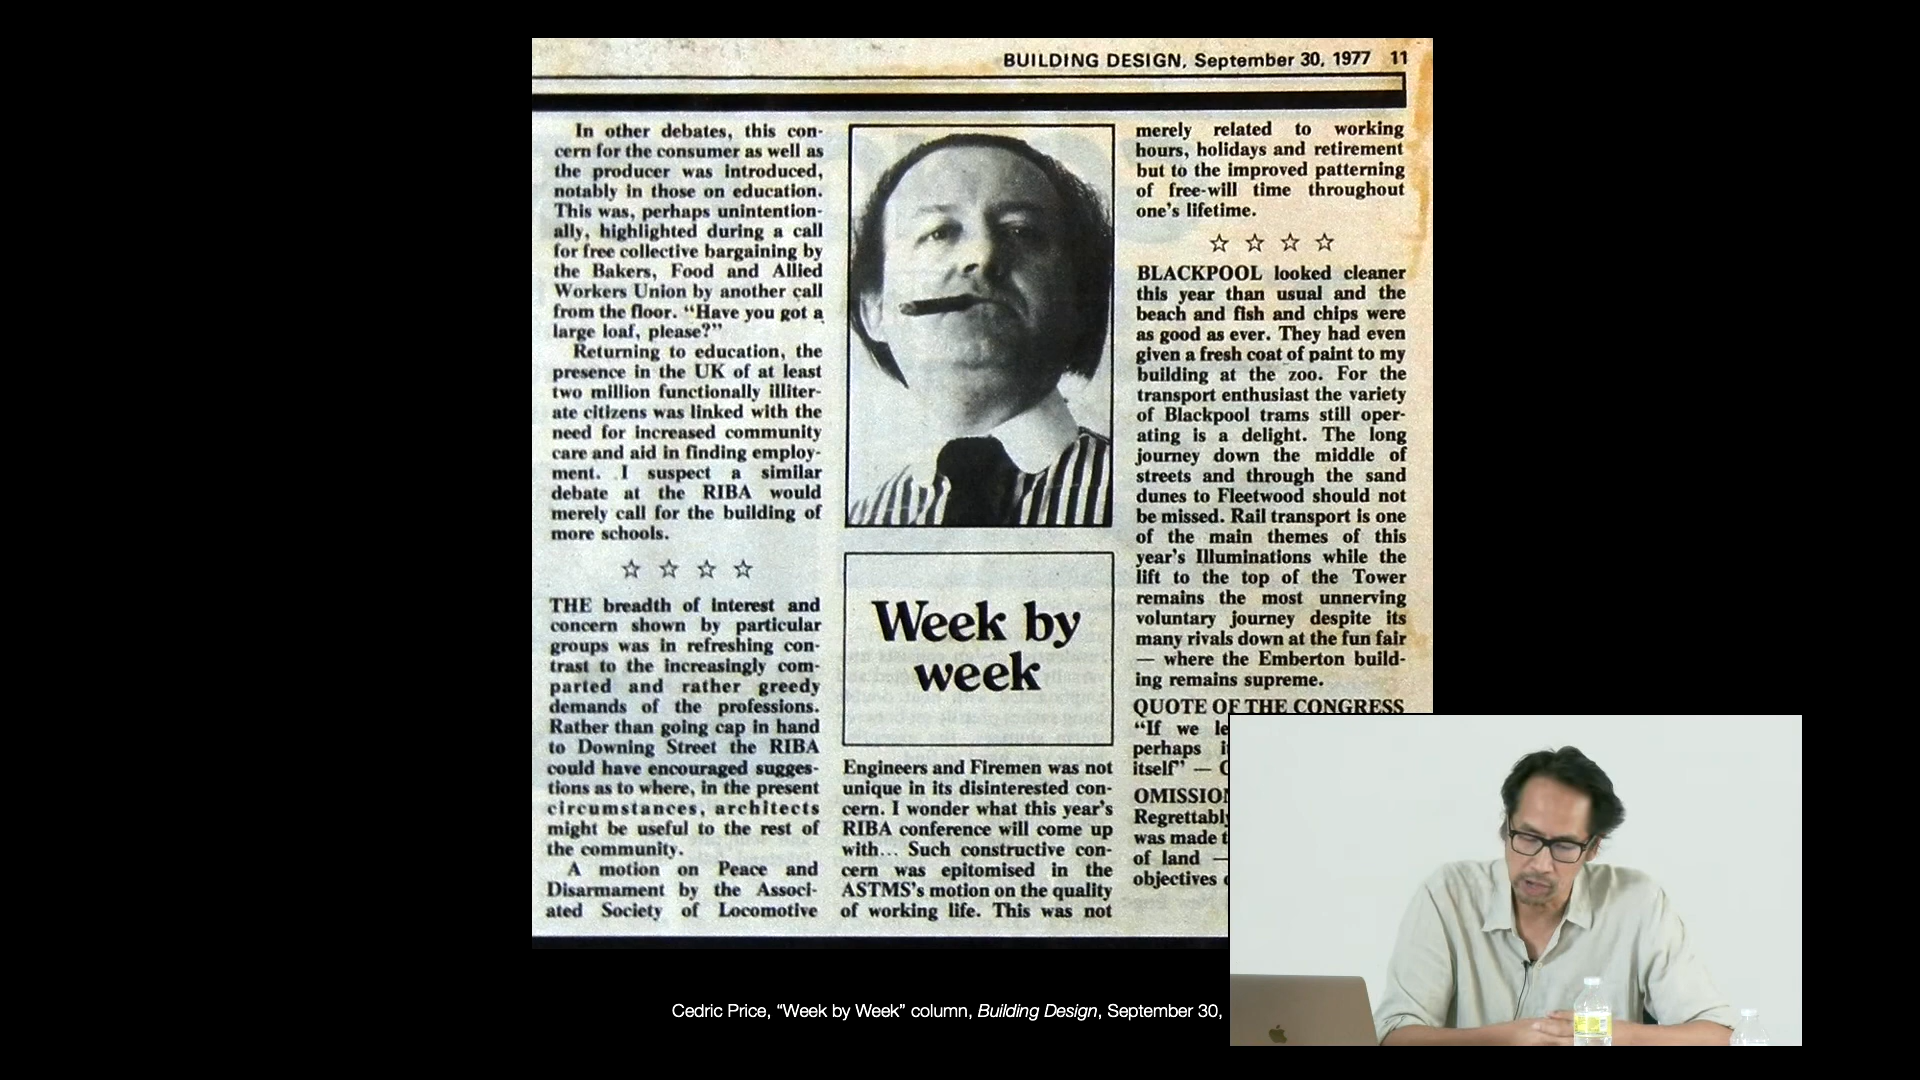 BUILDING DESIGN, September 30, 1977 11
In other debates, this con-
cern for the consumer as well as
the producer was introduced,
notably in those on education.
This was, perhaps unintention-
ally, highlighted during a call
for free collective bargaining by
the Bakers, Food and Allied
Workers Union by another call
from the floor. “Have you got a
large loaf, please?”
Returning to education, the
presence in the UK of at least
two million functionally illiter-
ate citizens was linked with the
need for increased community
care and aid in finding employ-
ment. I suspect a similar
debate at the RIBA would
merely call for the building of
more schools.
☆ ☆ ☆ ☆
THE breadth of interest and
concern shown by particular
groups was in refreshing con-
trast to the increasingly com-
parted and rather greedy
demands of the professions.
Rather than going cap in hand
to Downing Street the RIBA
could have encouraged sugges-
tions as to where, in the present
circumstances, architects
might be useful to the rest of
the community.
A motion on Peace and
Disarmament by the Associ-
ated Society of Locomotive
Week by
week
Engineers and Firemen was not
unique in its disinterested con-
cern. I wonder what this year’s
RIBA conference will come up
with... Such constructive con-
cern was epitomised in the
ASTMS’s motion on the quality
of working life. This was not
merely related to working
hours, holidays and retirement
but to the improved patterning
of free-will time throughout
one’s lifetime.
☆ ☆ ☆ ☆
BLACKPOOL looked cleaner
this year than usual and the
beach and fish and chips were
as good as ever. They had even
given a fresh coat of paint to my
building at the zoo. For the
transport enthusiast the variety
of Blackpool trams still oper-
ating is a delight. The long
journey down the middle of
streets and through the sand
dunes to Fleetwood should not
be missed. Rail transport is one
of the main themes of this
year’s Illuminations while the
lift to the top of the Tower
remains the most unnerving
voluntary journey despite its
many rivals down at the fun fair
— where the Emberton build-
ing remains supreme.
QUOTE OF THE CONGRESS
“If we
perhaps
itself” —
OMISSION
Regrettably
was made
of land —
objectives
Cedric Price, “Week by Week” column, Building Design, September 30,